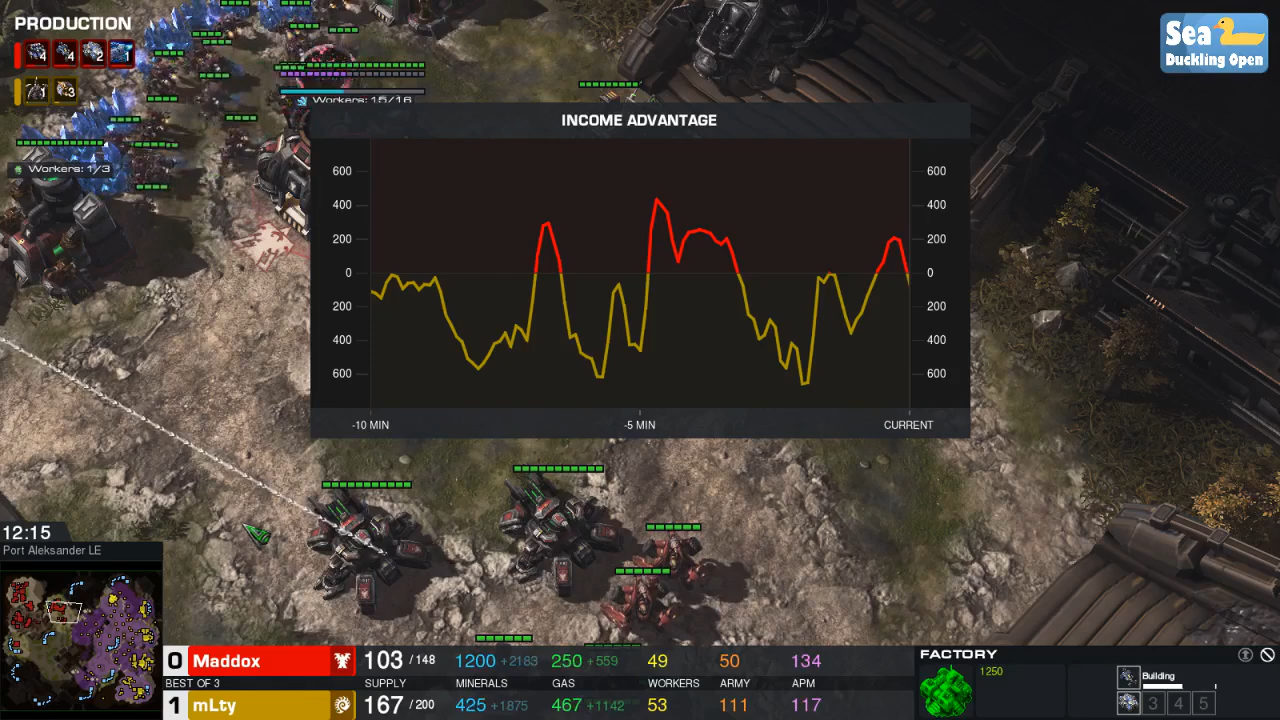 PRODUCTION
4 4 2 1
1 3
Sea
Duckling Open
Workers: 15/16
Workers: 1/3
INCOME ADVANTAGE
600 600
400 400
200 200
0 0
200 200
400 400
600 600
-10 MIN -5 MIN CURRENT
12:15
Port Aleksander LE
0 Maddox 103 /148 1200 +2183 250 +559 49 50 134
BEST OF 3 SUPPLY MINERALS GAS WORKERS ARMY APM
1 mLty 167 /200 425 +1875 467 +1142 53 111 117
FACTORY
1250
Building
3 4 5